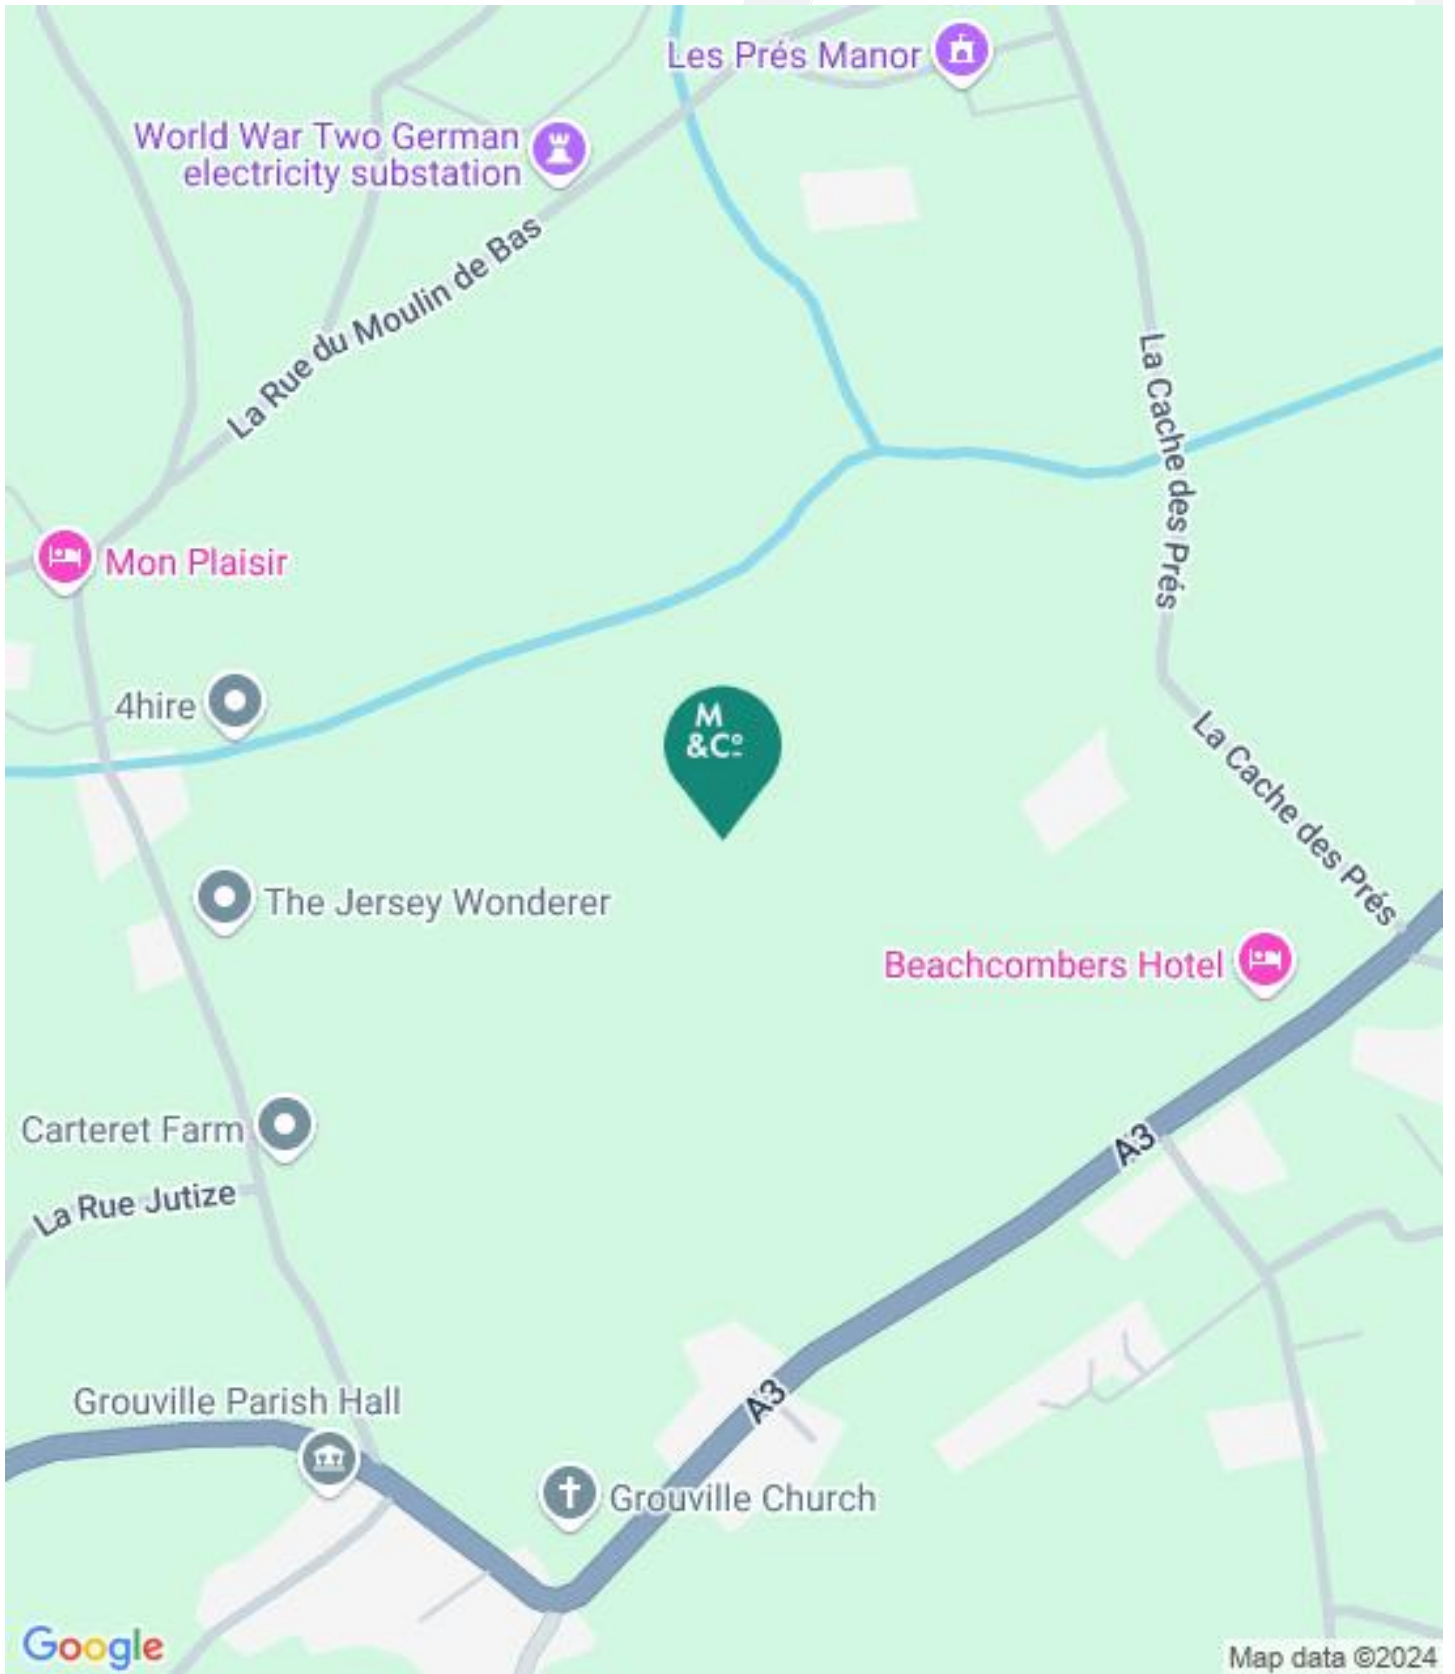 Les Prés Manor
World War Two German
electricity substation
La Rue du Moulin de Bas
La Cache des Prés
Mon Plaisir
4hire
M
&Cº
La Cache des Prés
The Jersey Wonderer
Beachcombers Hotel
Carteret Farm
A3
La Rue Jutize
Grouville Parish Hall
A3
Grouville Church
Google
Map data ©2024